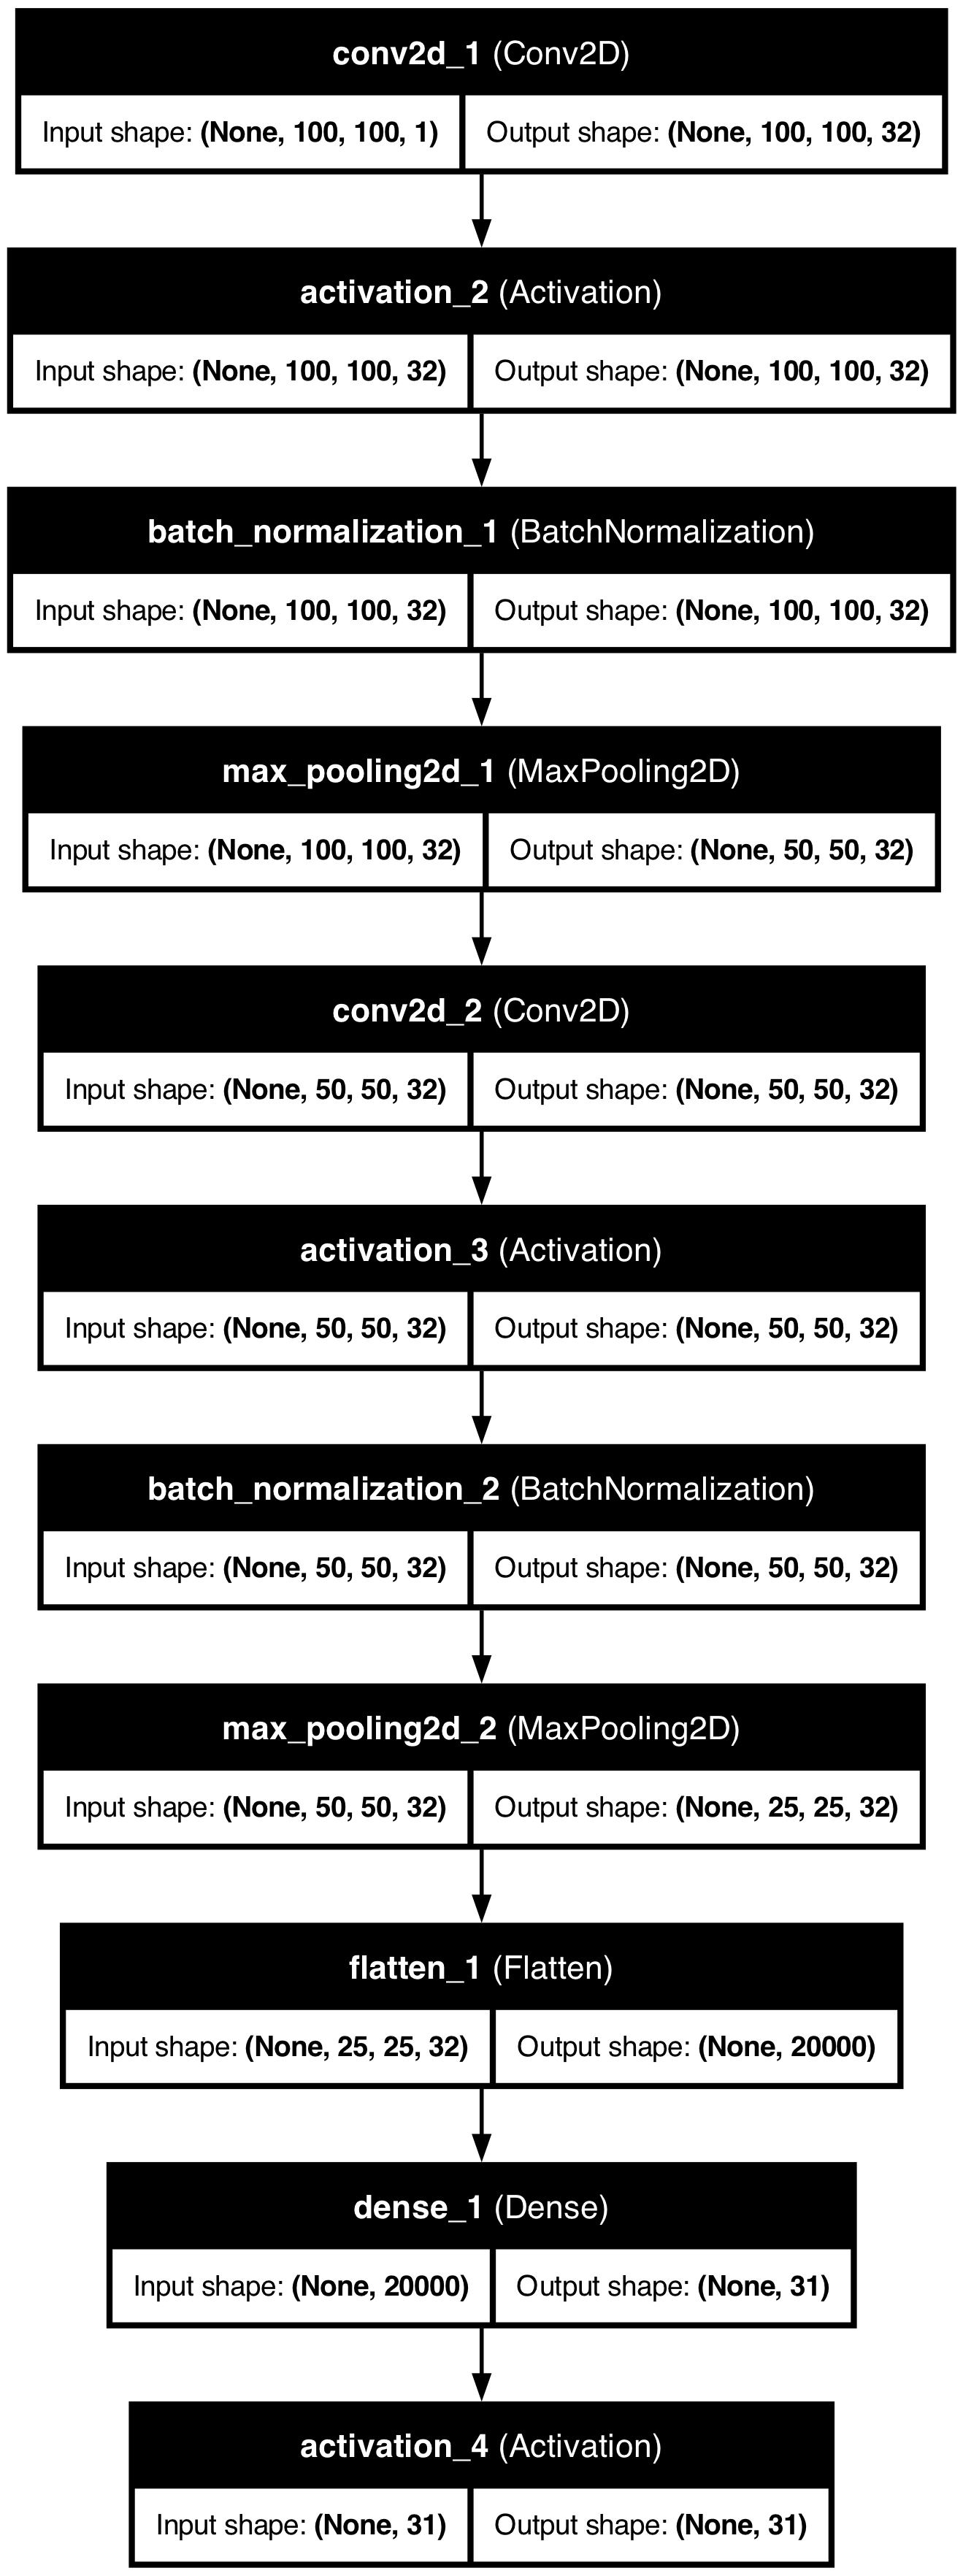 conv2d_1 (Conv2D)
Input shape: (None, 100, 100, 1) Output shape: (None, 100, 100, 32)
activation_2 (Activation)
Input shape: (None, 100, 100, 32) Output shape: (None, 100, 100, 32)
batch_normalization_1 (BatchNormalization)
Input shape: (None, 100, 100, 32) Output shape: (None, 100, 100, 32)
max_pooling2d_1 (MaxPooling2D)
Input shape: (None, 100, 100, 32) Output shape: (None, 50, 50, 32)
conv2d_2 (Conv2D)
Input shape: (None, 50, 50, 32) Output shape: (None, 50, 50, 32)
activation_3 (Activation)
Input shape: (None, 50, 50, 32) Output shape: (None, 50, 50, 32)
batch_normalization_2 (BatchNormalization)
Input shape: (None, 50, 50, 32) Output shape: (None, 50, 50, 32)
max_pooling2d_2 (MaxPooling2D)
Input shape: (None, 50, 50, 32) Output shape: (None, 25, 25, 32)
flatten_1 (Flatten)
Input shape: (None, 25, 25, 32) Output shape: (None, 20000)
dense_1 (Dense)
Input shape: (None, 20000) Output shape: (None, 31)
activation_4 (Activation)
Input shape: (None, 31) Output shape: (None, 31)